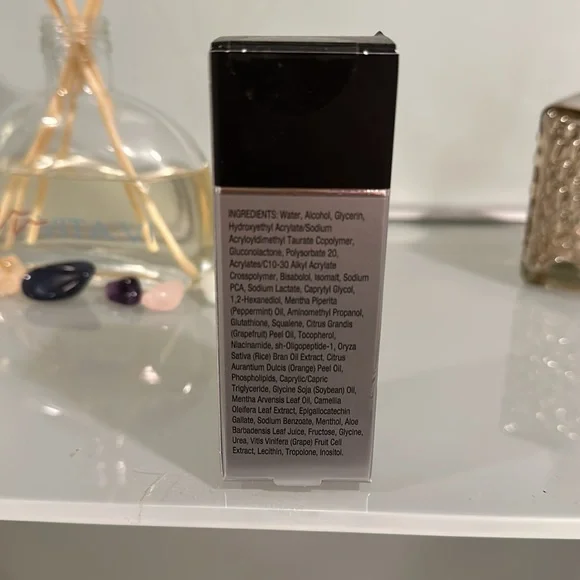 INGREDIENTS: Water, Alcohol, Glycerin,
Hydroxyethyl Acrylate/Sodium
Acryloyldimethyl Taurate Copolymer,
Gluconolactone, Polysorbate 20,
Acrylates/C10-30 Alkyl Acrylate
Crosspolymer, Bisabolol, Isomalt, Sodium
PCA, Sodium Lactate, Caprytyl Glycol,
1,2-Hexanediol, Mentha Piperita
(Peppermint) Oil, Aminomethyl Propanol,
Glutathione, Squalene, Citrus Grandis
(Grapefruit) Peel Oil, Tocopherol,
Niacinamide, sh-Oligopeptide-1, Oryza
Sativa (Rice) Bran Oil Extract, Citrus
Aurantium Dulcis (Orange) Peel Oil,
Phospholipids, Caprylic/Capric
Triglyceride, Glycine Soja (Soybean) Oil,
Mentha Arvensis Leaf Oil, Camellia
Oleifera Leaf Extract, Epigallocatechin
Gallate, Sodium Benzoate, Menthol, Aloe
Barbadensis Leaf Juice, Fructose, Glycine,
Urea, Vitis Vinifera (Grape) Fruit Cell
Extract, Lecithin, Tropolone, Inositol.